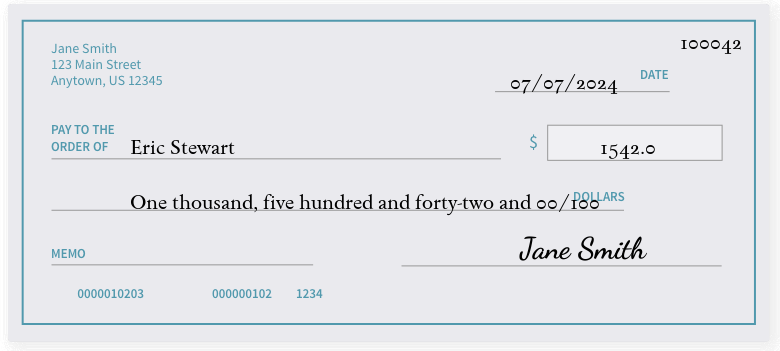 Jane Smith
100042
123 Main Street
Anytown, US 12345
07/07/2024 DATE
PAY TO THE
ORDER OF Eric Stewart $ 1542.0
One thousand, five hundred and forty-two and 00/100 DOLLARS
MEMO Jane Smith
0000010203 000000102 1234